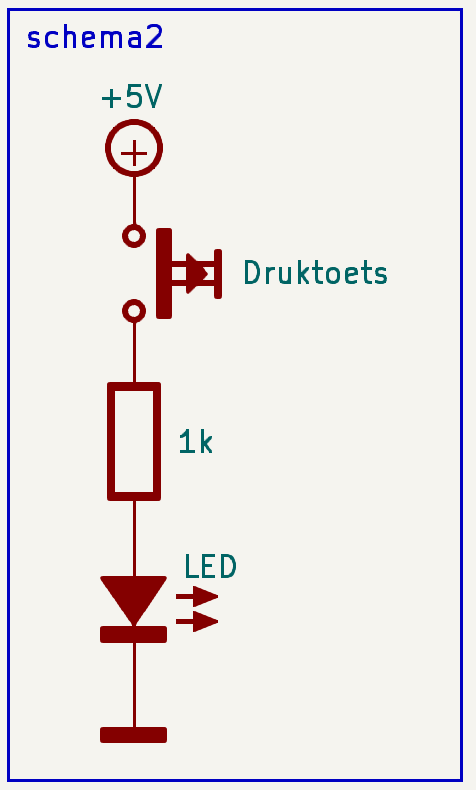 schema2
+5V
Druktoets
1k
LED